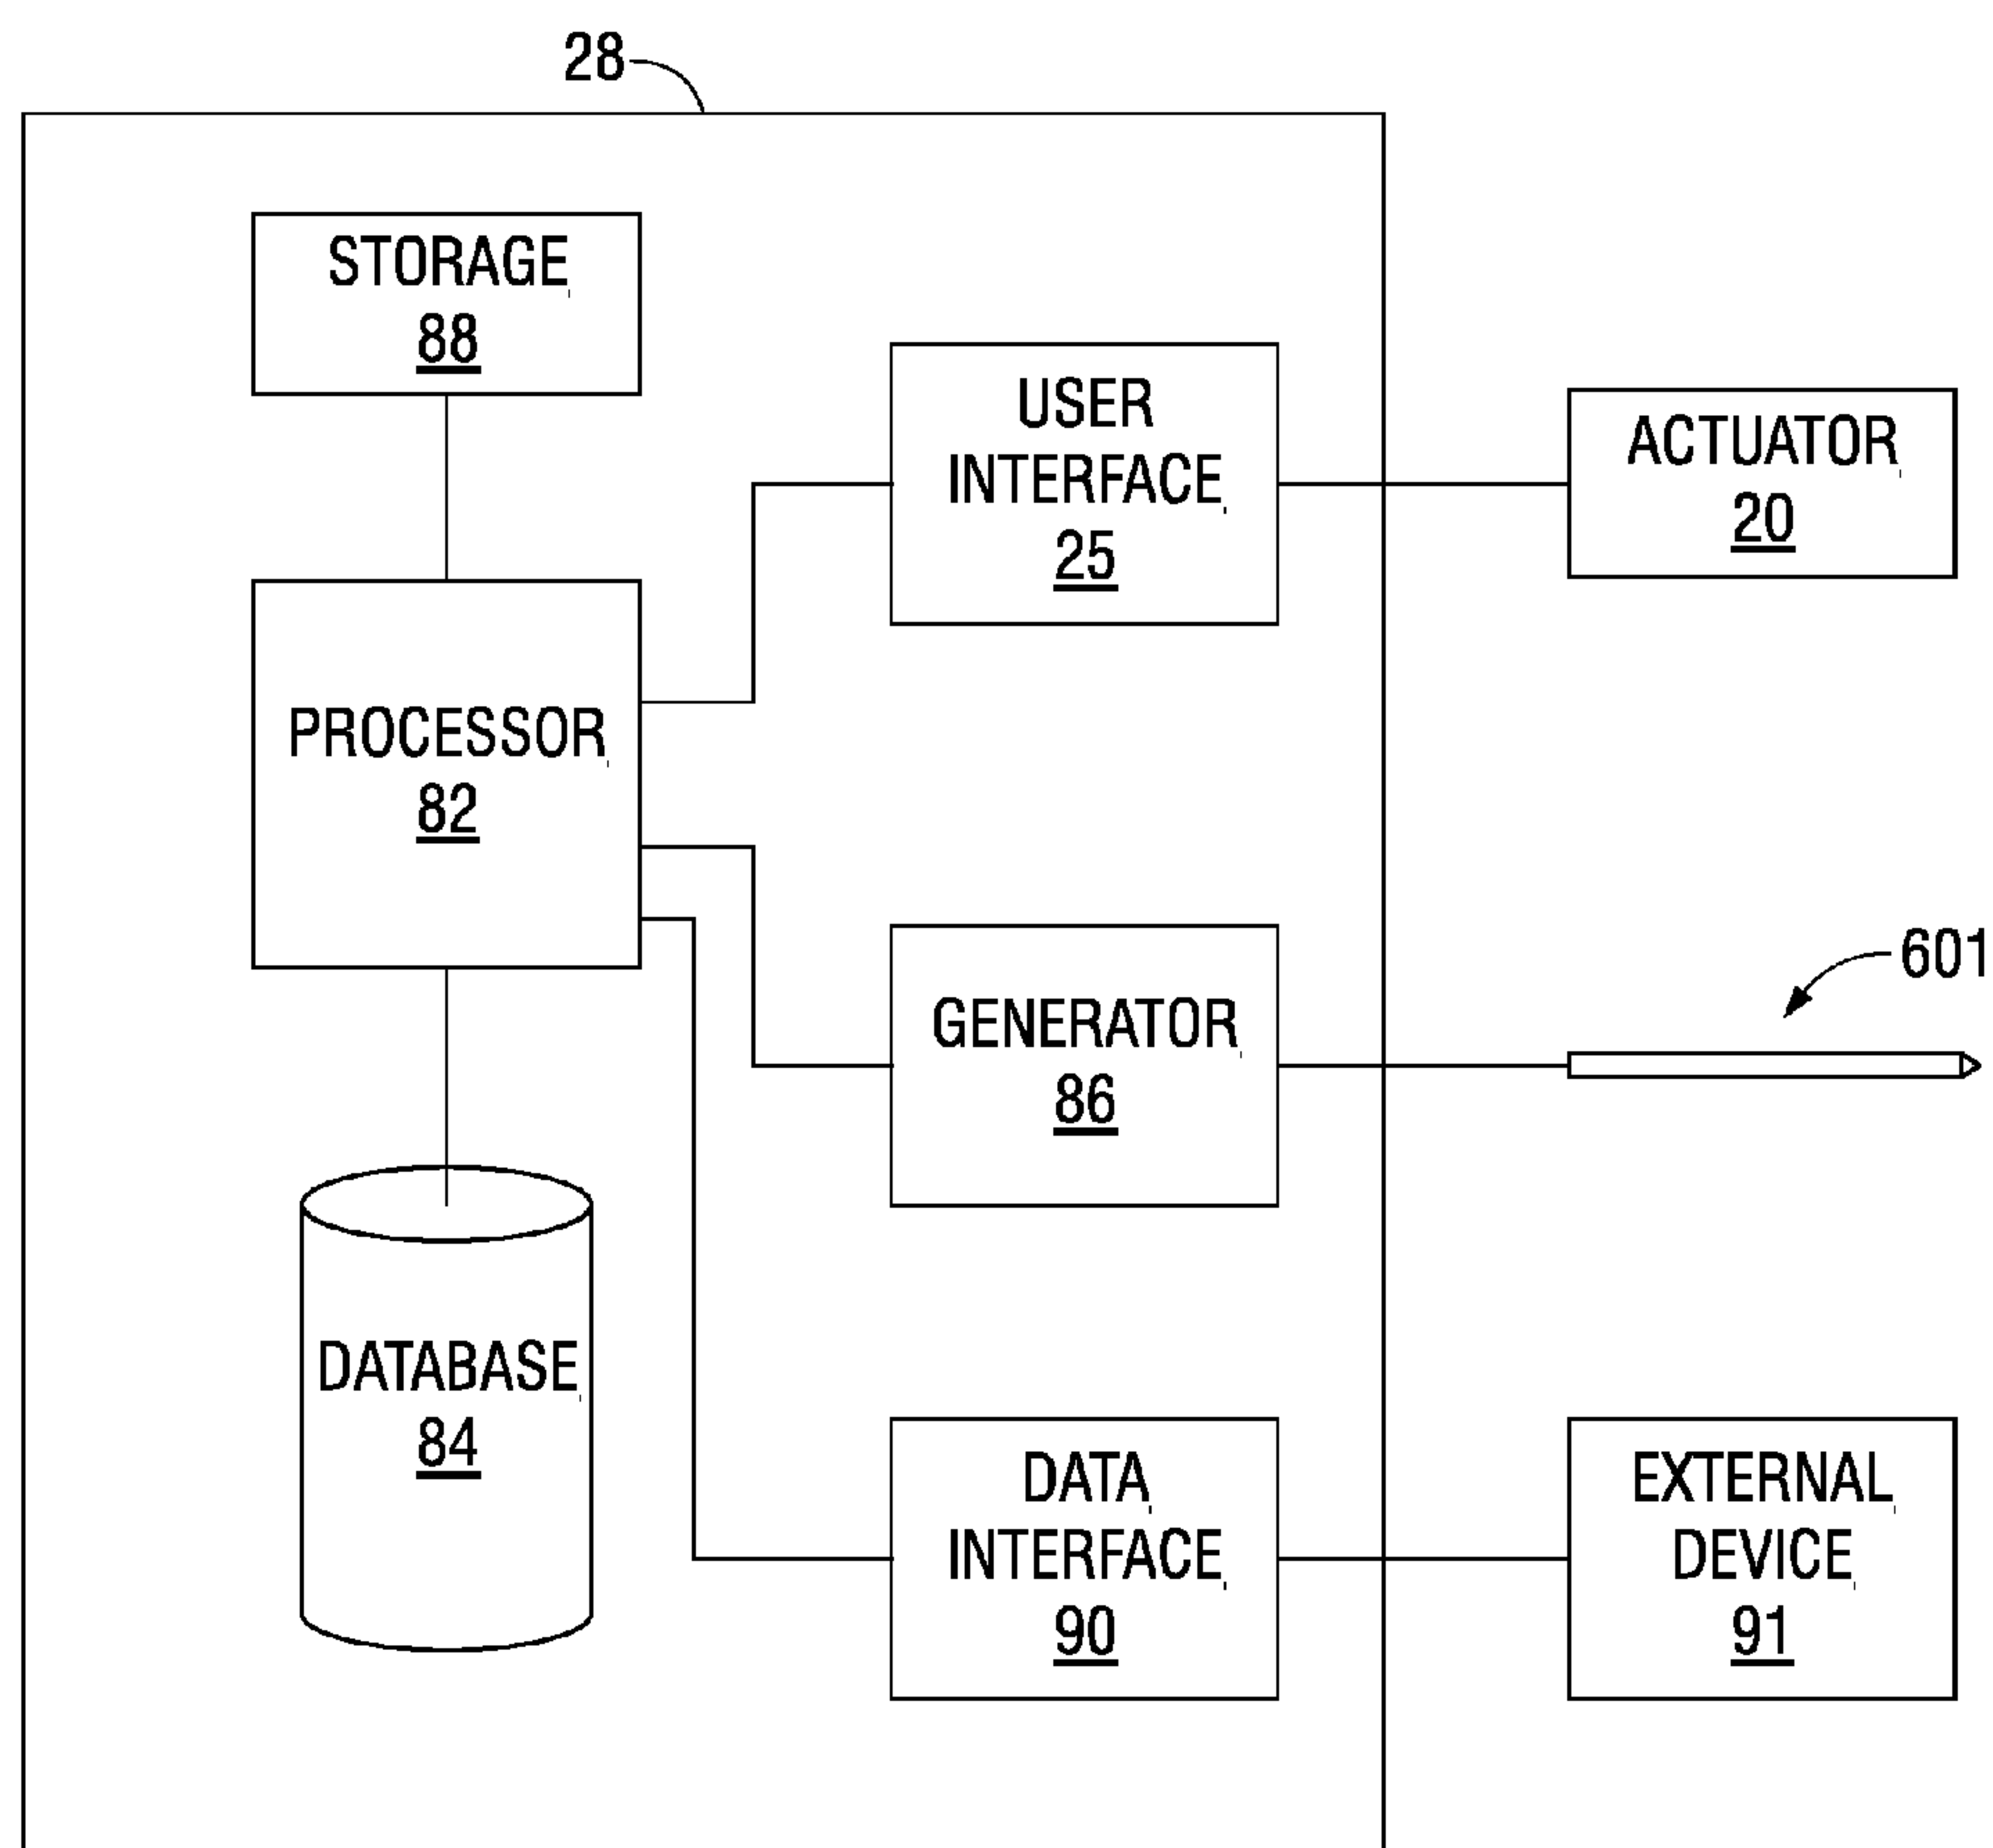 28
STORAGE
88
USER
INTERFACE
25
ACTUATOR
20
PROCESSOR
82
GENERATOR
86
601
DATABASE
84
DATA
INTERFACE
90
EXTERNAL
DEVICE
91